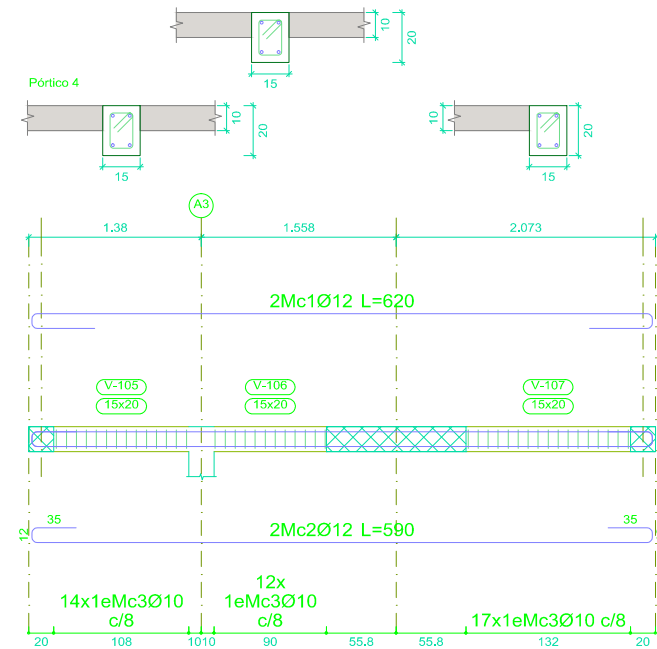 10
20
15
Pórtico 4
10
20
10
20
15
15
A3
1.38
1.558
2.073
2Mc1Ø12 L=620
V-105
V-106
V-107
15x20
15x20
15x20
35
35
12
2Mc2Ø12 L=590
14x1eMc3Ø10
c/8
12x
1eMc3Ø10
c/8
17x1eMc3Ø10 c/8
20
108
1010
90
55.8
55.8
132
20